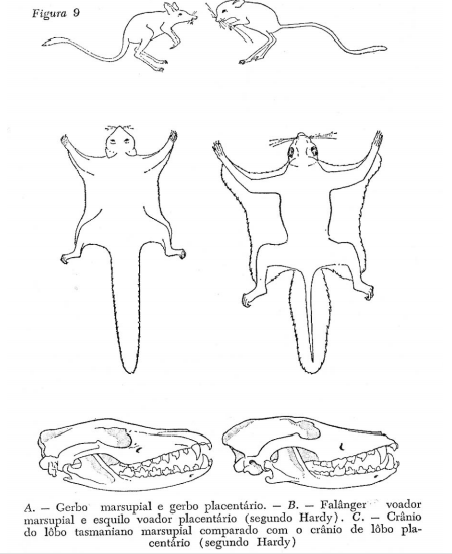 Figura 9
A. — Gerbo marsupial e gerbo placentário. — B. — Falânger voador
marsupial e esquilo voador placentário (segundo Hardy). C. — Crânio
do lôbo tasmaniano marsupial comparado com o crânio de lôbo pla-
centário (segundo Hardy)